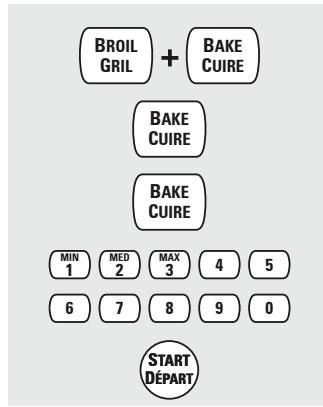 BROIL + BAKE
GRIL CUIRE
BAKE
CUIRE
BAKE
CUIRE
MIN MED MAX
1 2 3 4 5
6 7 8 9 0
START
DÉPART